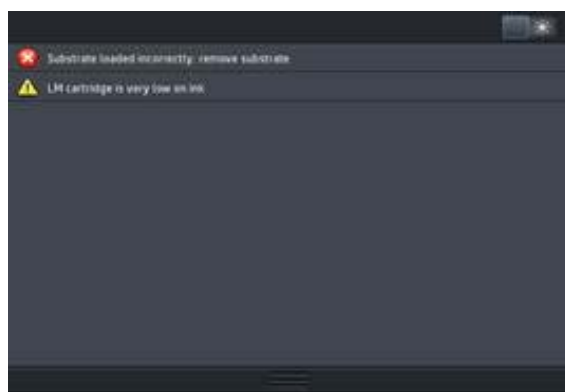 Substrate loaded incorrectly: remove substrate
LM cartridge is very low on ink